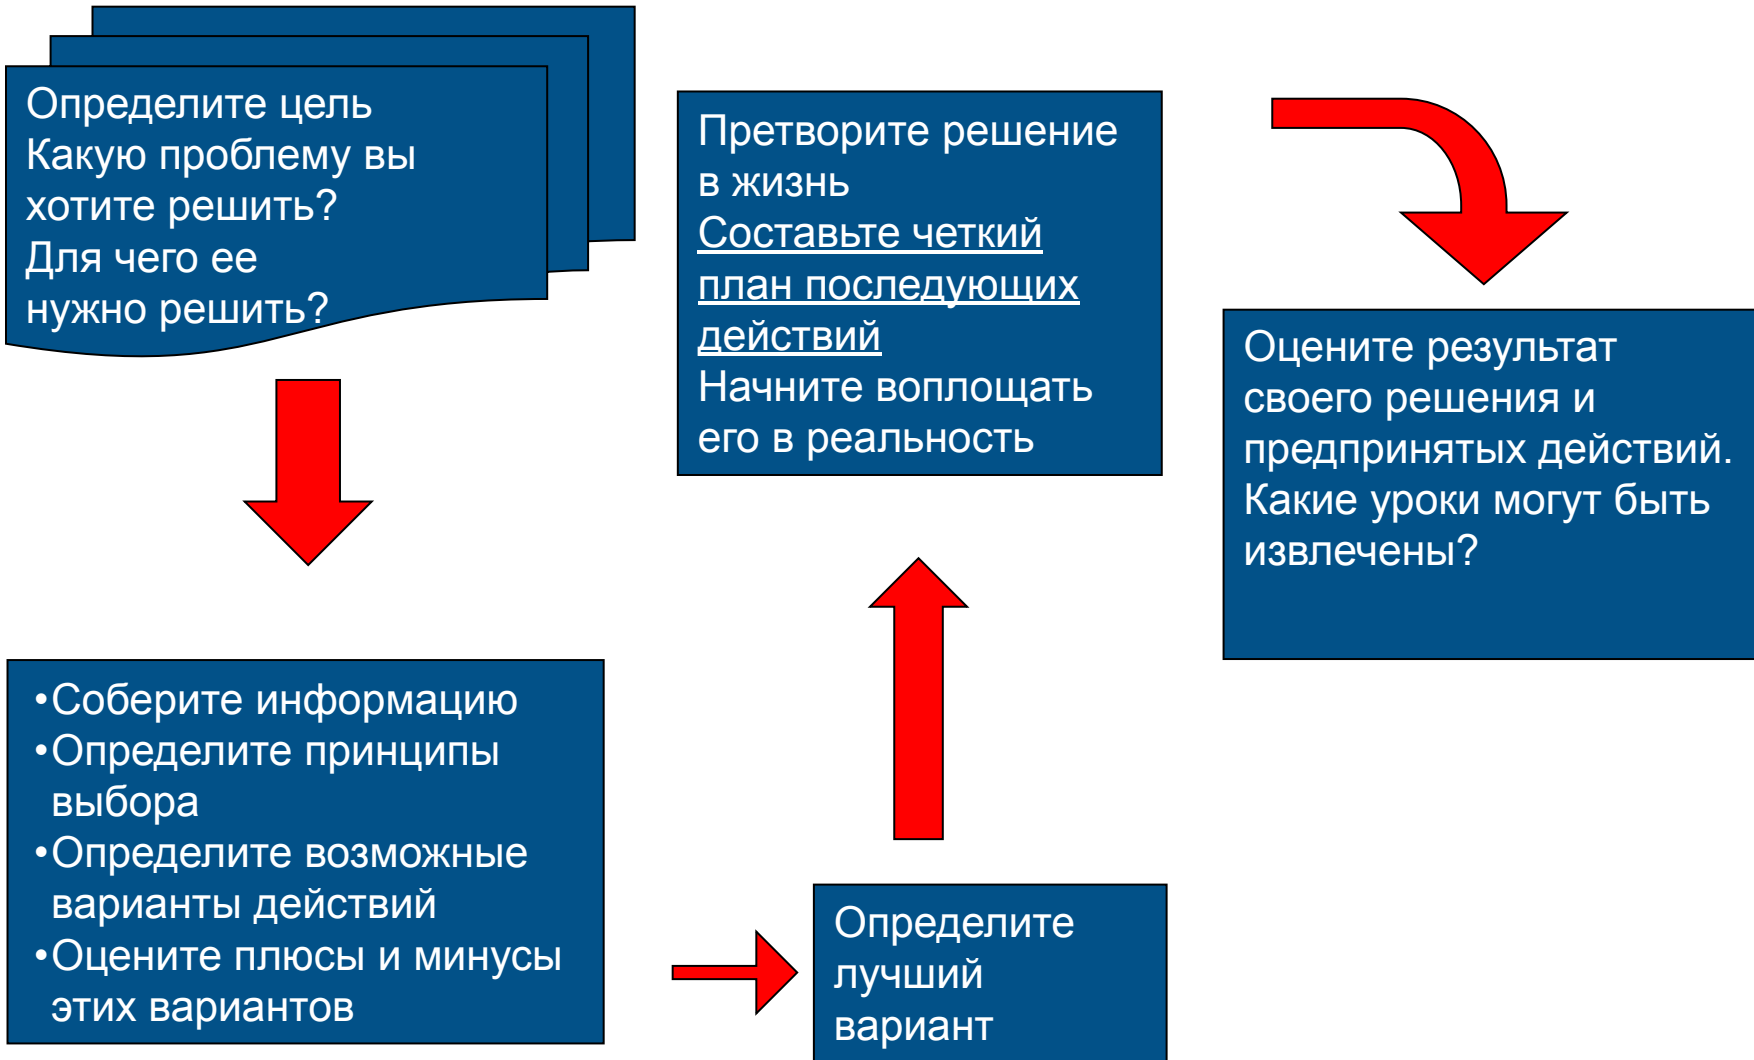 Определите цель
Какую проблему вы
хотите решить?
Для чего ее
нужно решить?
•Соберите информацию
•Определите принципы
выбора
•Определите возможные
варианты действий
•Оцените плюсы и минусы
этих вариантов
Определите
лучший
вариант
Претворите решение
в жизнь
Составьте четкий
план последующих
действий
Начните воплощать
его в реальность
Оцените результат
своего решения и
предпринятых действий.
Какие уроки могут быть
извлечены?